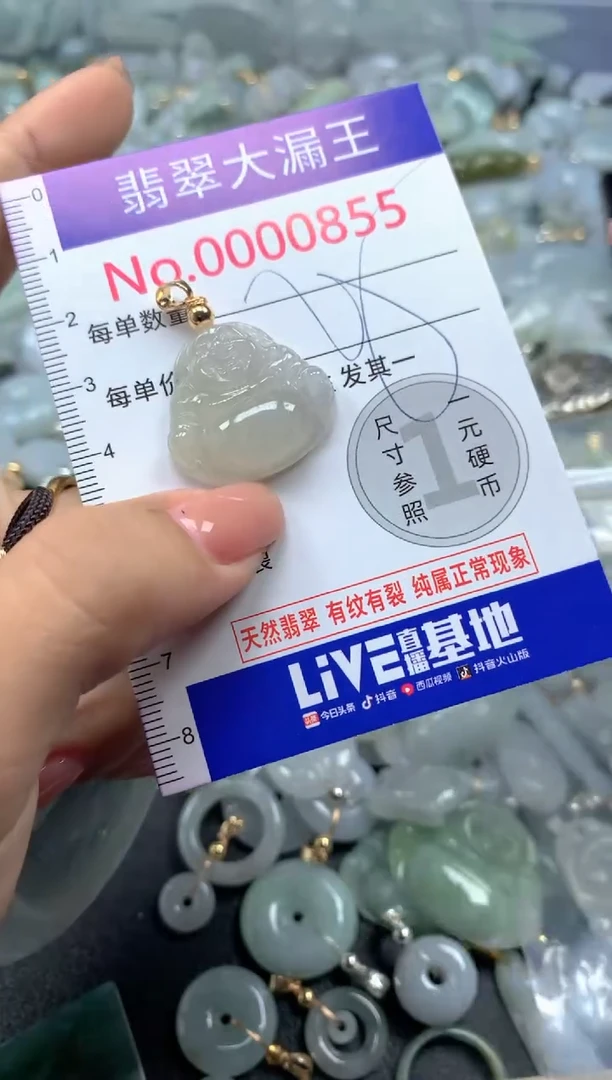 翡翠大漏王
No.0000855
每单数量
每单价
发其一
0
1
2
3
4
7
8
尺寸参照
1
一元硬币
天然翡翠 有纹有裂 纯属正常现象
LiVE直播基地
头条 今日头条 抖音 西瓜视频 抖音火山版